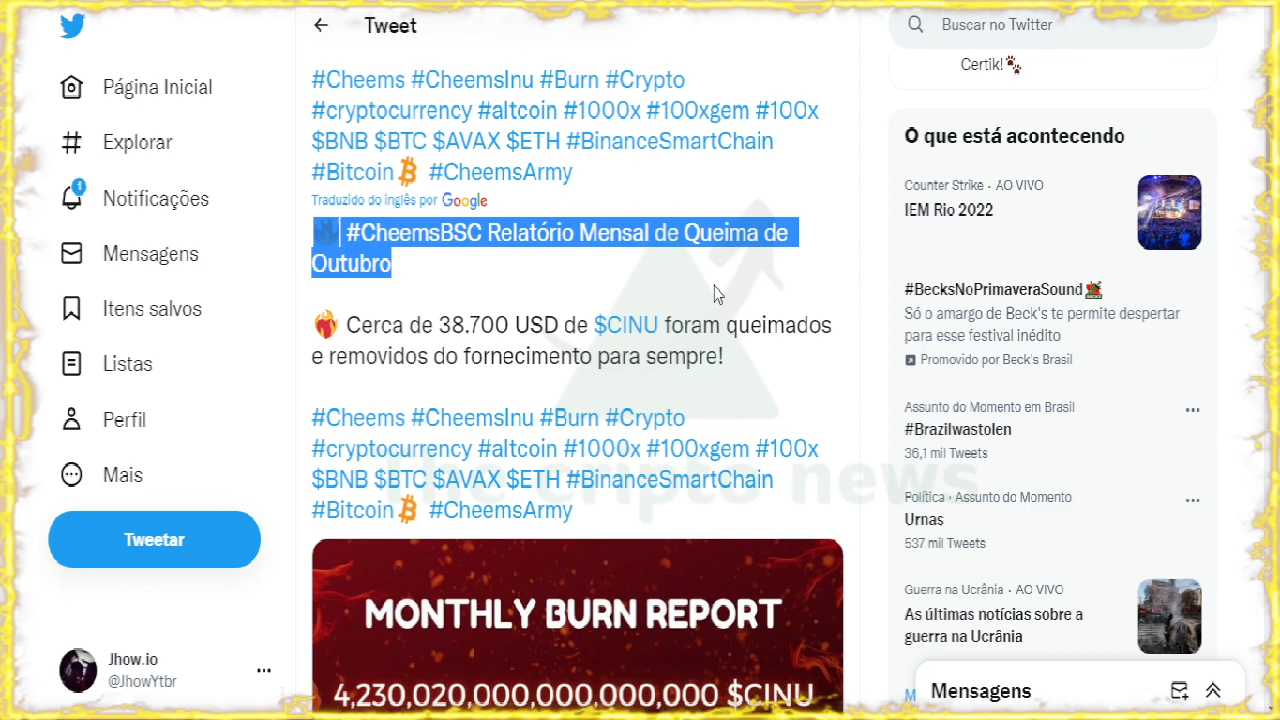 Tweet
Buscar no Twitter
Certik!
Página Inicial
Explorar
1
Notificações
Mensagens
Itens salvos
Listas
Perfil
Mais
Tweetar
Jhow.io
@JhowYtbr
#Cheems #CheemsInu #Burn #Crypto
#cryptocurrency #altcoin #1000x #100xgem #100x
$BNB $BTC $AVAX $ETH #BinanceSmartChain
#Bitcoin #CheemsArmy
Traduzido do inglês por Google
#CheemsBSC Relatório Mensal de Queima de
Outubro
Cerca de 38.700 USD de $CINU foram queimados
e removidos do fornecimento para sempre!
#Cheems #CheemsInu #Burn #Crypto
#cryptocurrency #altcoin #1000x #100xgem #100x
$BNB $BTC $AVAX $ETH #BinanceSmartChain
#Bitcoin #CheemsArmy
The cripto news
MONTHLY BURN REPORT
4,230,020,000,000,000,000 $CINU
O que está acontecendo
Counter Strike · AO VIVO
IEM Rio 2022
#BecksNoPrimaveraSound
Só o amargo de Beck's te permite despertar
para esse festival inédito
Promovido por Beck's Brasil
Assunto do Momento em Brasil
#Brazilwastolen
36,1 mil Tweets
Política · Assunto do Momento
Urnas
537 mil Tweets
Guerra na Ucrânia · AO VIVO
As últimas notícias sobre a
guerra na Ucrânia
Mensagens